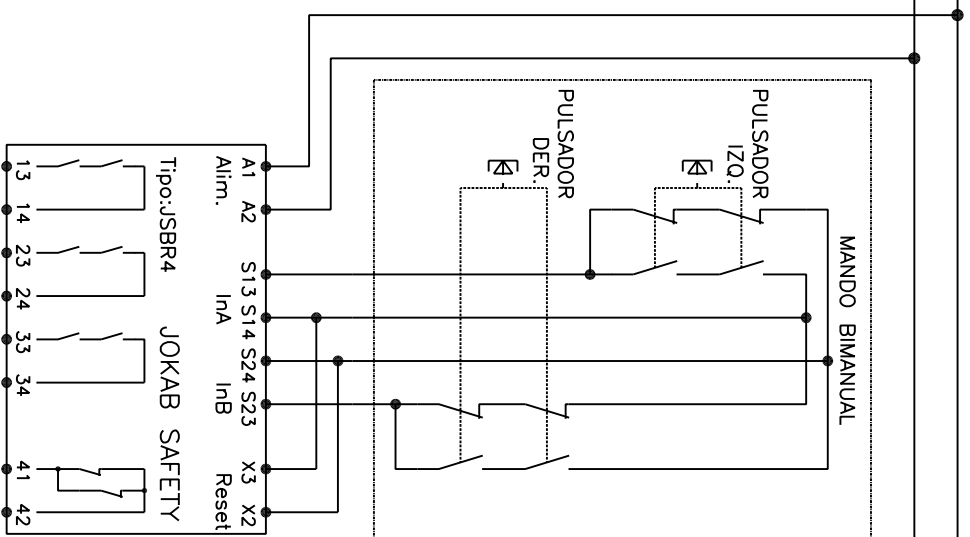 MANDO BIMANUAL
PULSADOR
IZQ.
PULSADOR
DER.
A1
A2
S13
S14
S24
S23
X3
X2
Alim.
InA
InB
Reset
Tipo:JSBR4
JOKAB SAFETY
13
14
23
24
33
34
41
42